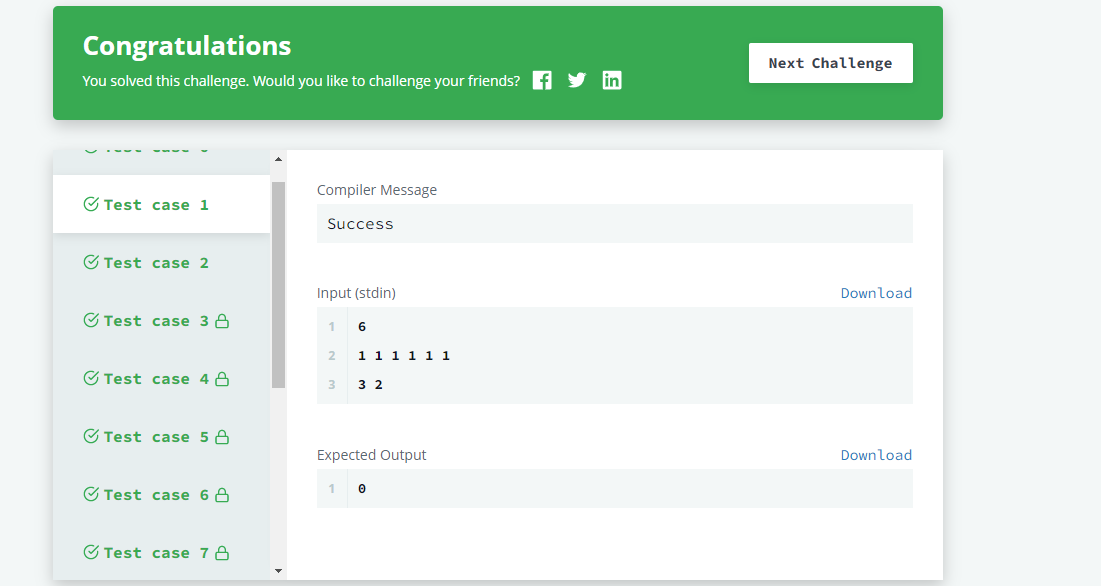 Congratulations
You solved this challenge. Would you like to challenge your friends?
Next Challenge
Test case 1
Test case 2
Test case 3
Test case 4
Test case 5
Test case 6
Test case 7
Compiler Message
Success
Input (stdin)
Download
1 6
2 1 1 1 1 1 1
3 3 2
Expected Output
Download
1 0